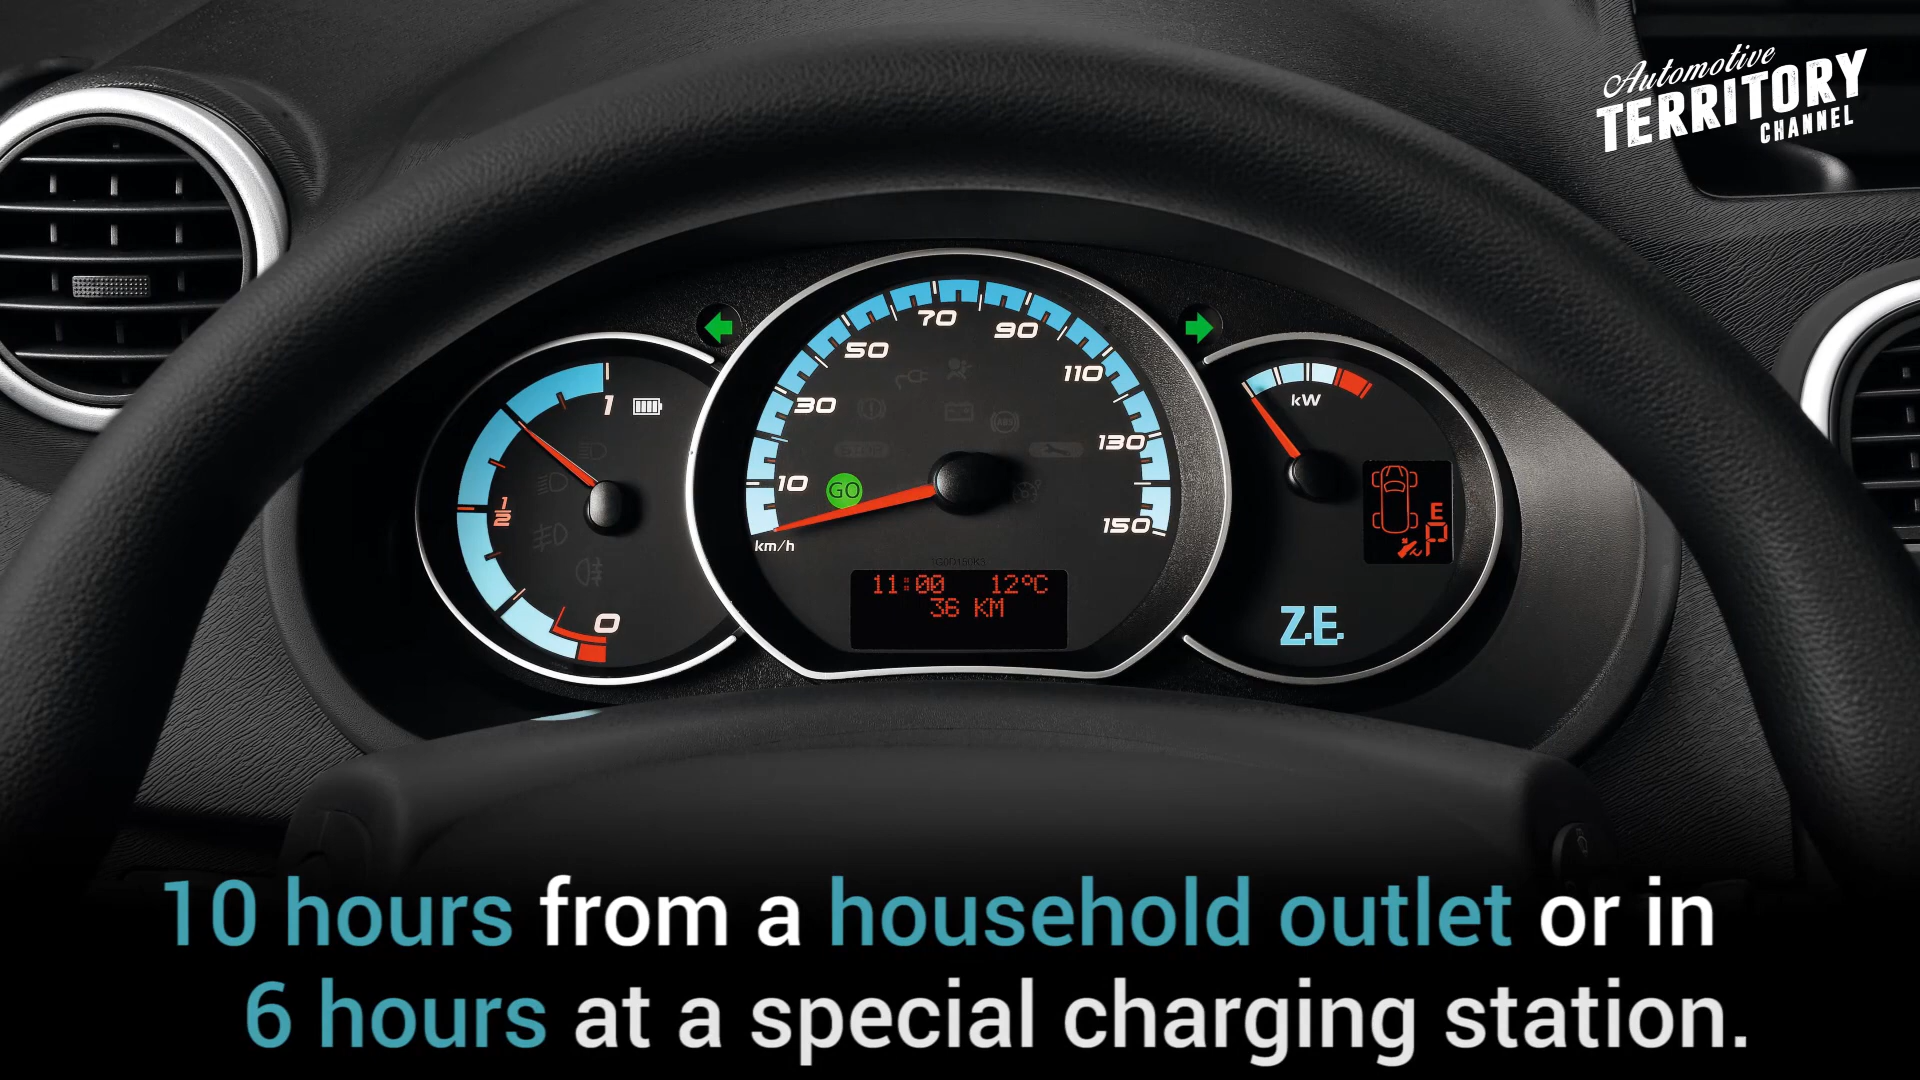 Automotive
TERRITORY
CHANNEL
70
90
50
110
1
30
kW
130
10
GO
1/2
150
km/h
E
P
11:00 12°C
36 KM
0
Z.E.
10 hours from a household outlet or in
6 hours at a special charging station.